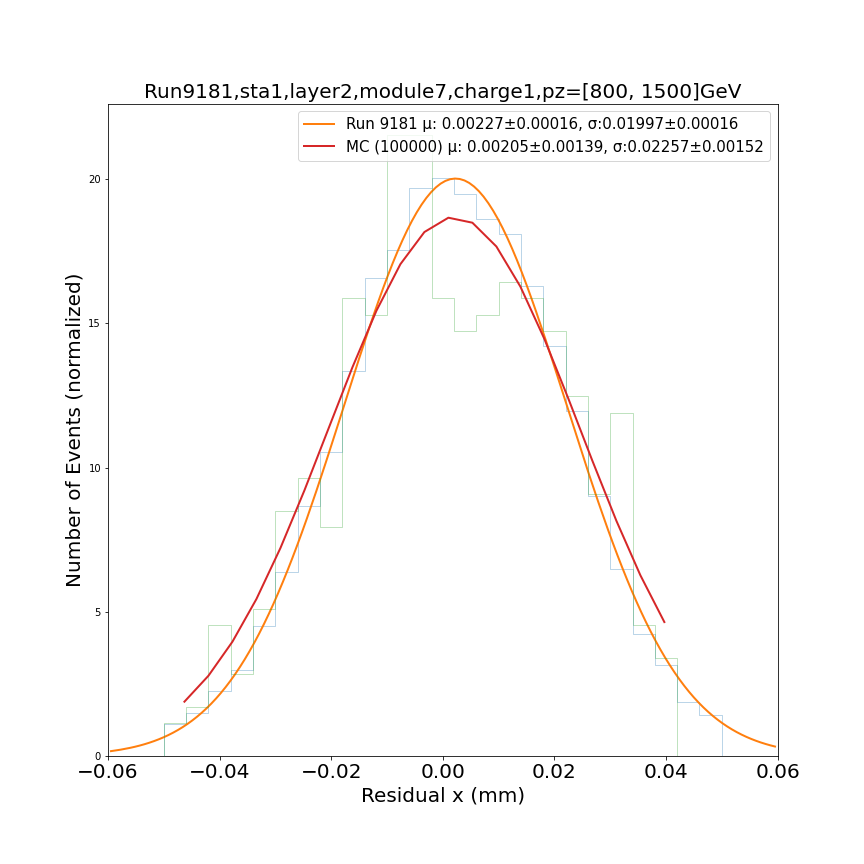 Run9181,sta1,layer2,module7,charge1,pz=[800, 1500]GeV
Run 9181 μ: 0.00227±0.00016, σ:0.01997±0.00016
MC (100000) μ: 0.00205±0.00139, σ:0.02257±0.00152
Number of Events (normalized)
20
15
10
5
0
−0.06 −0.04 −0.02 0.00 0.02 0.04 0.06
Residual x (mm)